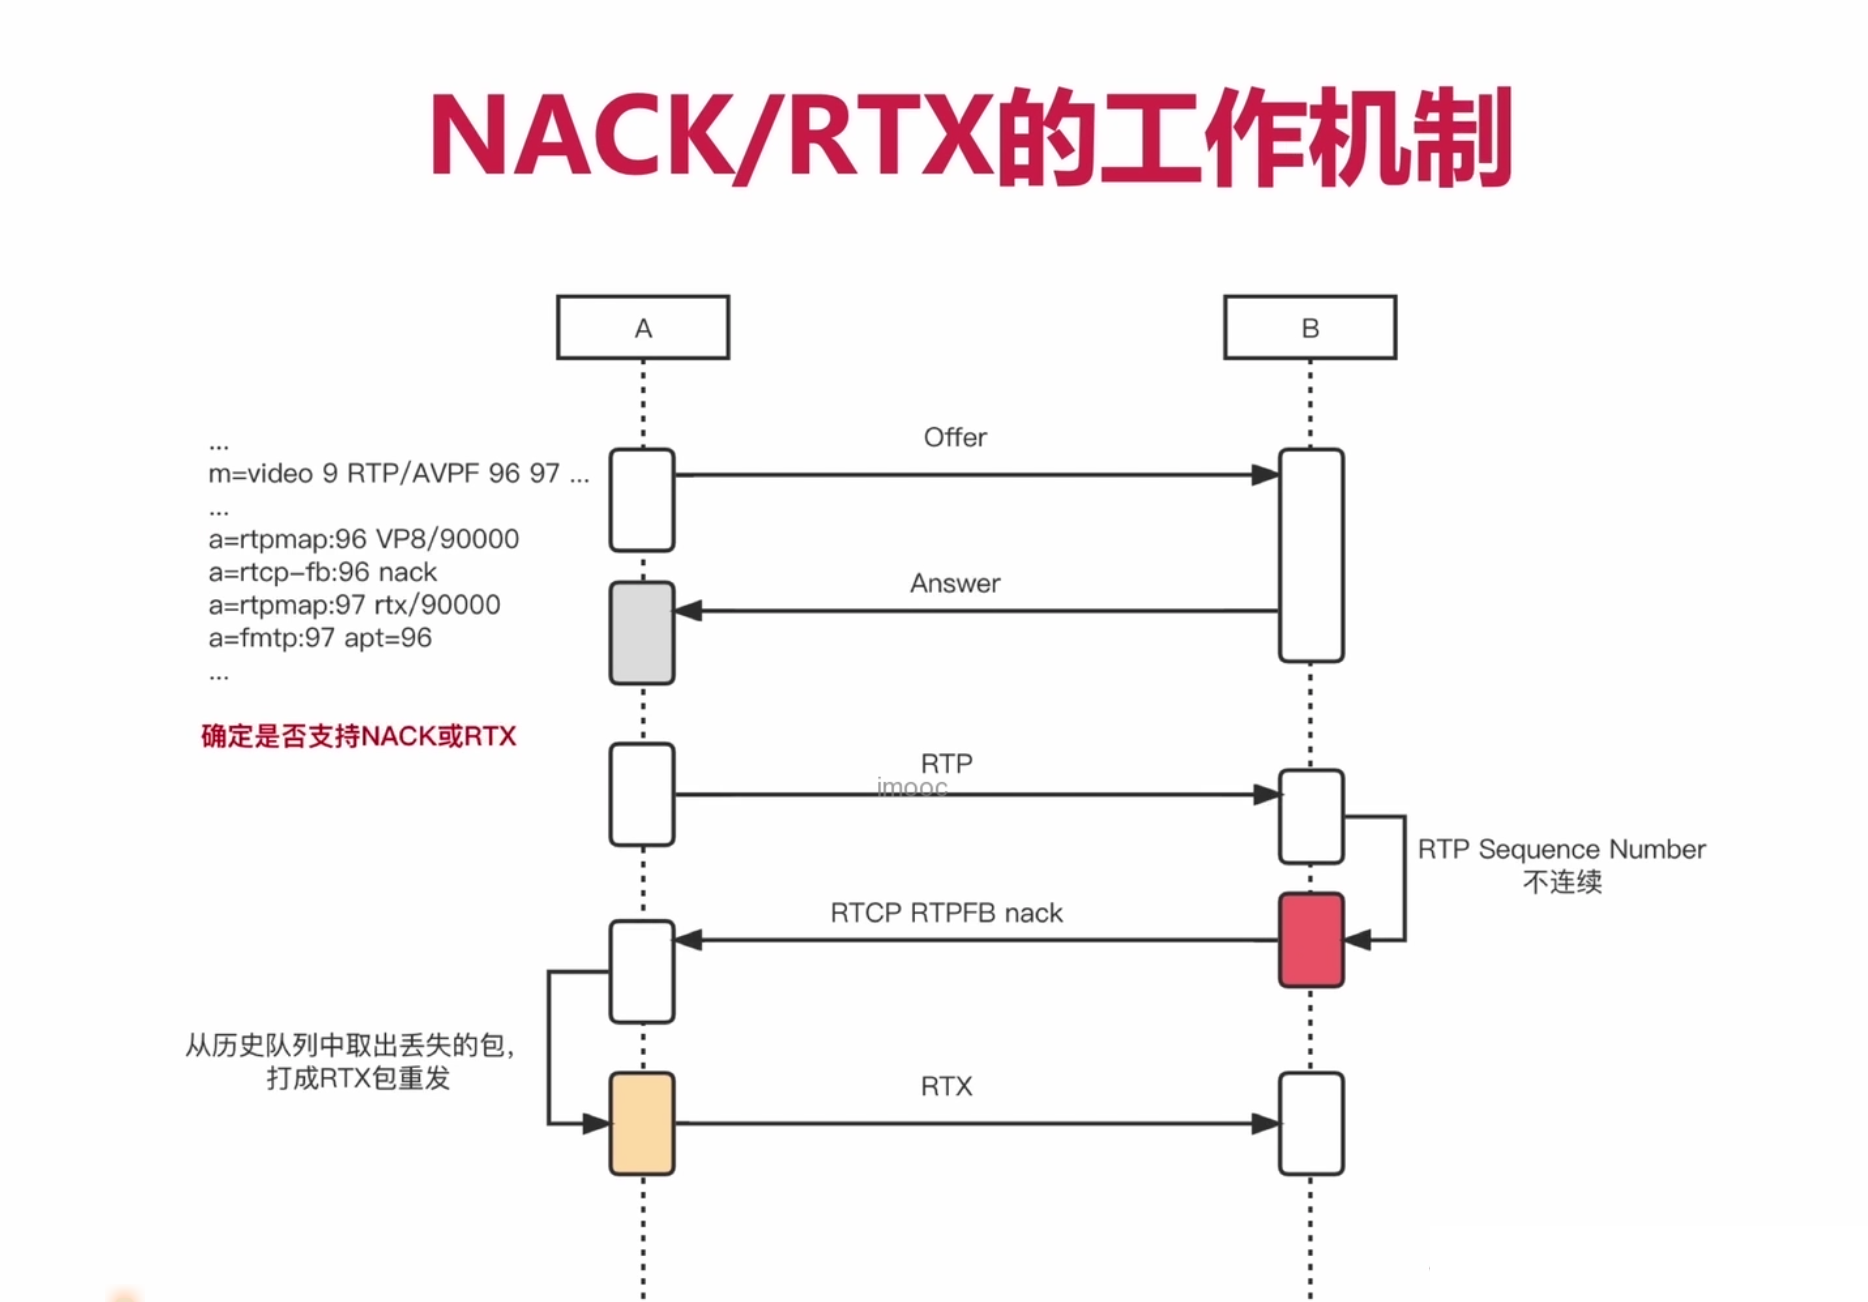 NACK/RTX的工作机制
A
B
...
m=video 9 RTP/AVPF 96 97 ...
...
a=rtpmap:96 VP8/90000
a=rtcp-fb:96 nack
a=rtpmap:97 rtx/90000
a=fmtp:97 apt=96
...
确定是否支持NACK或RTX
Offer
Answer
RTP
imooc
RTP Sequence Number
不连续
RTCP RTPFB nack
从历史队列中取出丢失的包,
打成RTX包重发
RTX